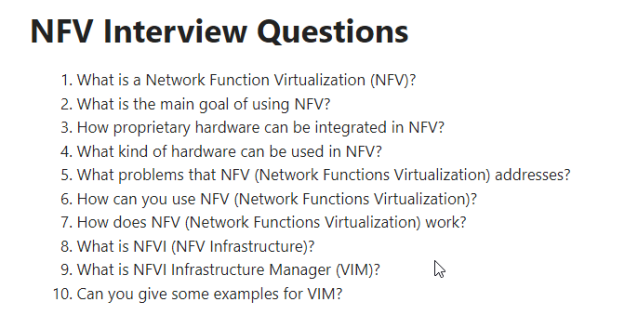 NFV Interview Questions
1. What is a Network Function Virtualization (NFV)?
2. What is the main goal of using NFV?
3. How proprietary hardware can be integrated in NFV?
4. What kind of hardware can be used in NFV?
5. What problems that NFV (Network Functions Virtualization) addresses?
6. How can you use NFV (Network Functions Virtualization)?
7. How does NFV (Network Functions Virtualization) work?
8. What is NFVI (NFV Infrastructure)?
9. What is NFVI Infrastructure Manager (VIM)?
10. Can you give some examples for VIM?